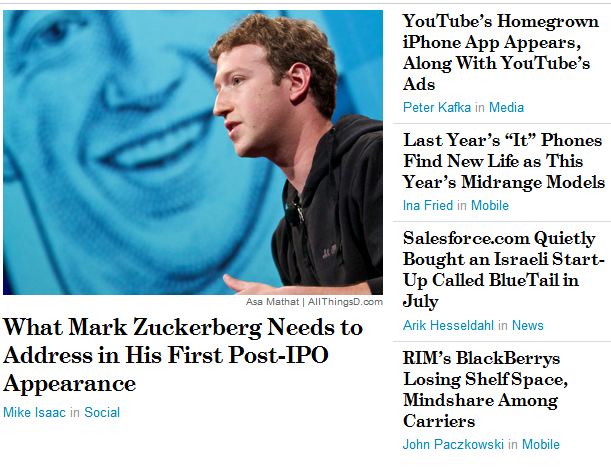 Asa Mathat | AllThingsD.com
What Mark Zuckerberg Needs to
Address in His First Post-IPO
Appearance
Mike Isaac in Social
YouTube's Homegrown
iPhone App Appears,
Along With YouTube's
Ads
Peter Kafka in Media
Last Year's “It” Phones
Find New Life as This
Year's Midrange Models
Ina Fried in Mobile
Salesforce.com Quietly
Bought an Israeli Start-
Up Called BlueTail in
July
Arik Hesseldahl in News
RIM's BlackBerrys
Losing Shelf Space,
Mindshare Among
Carriers
John Paczkowski in Mobile